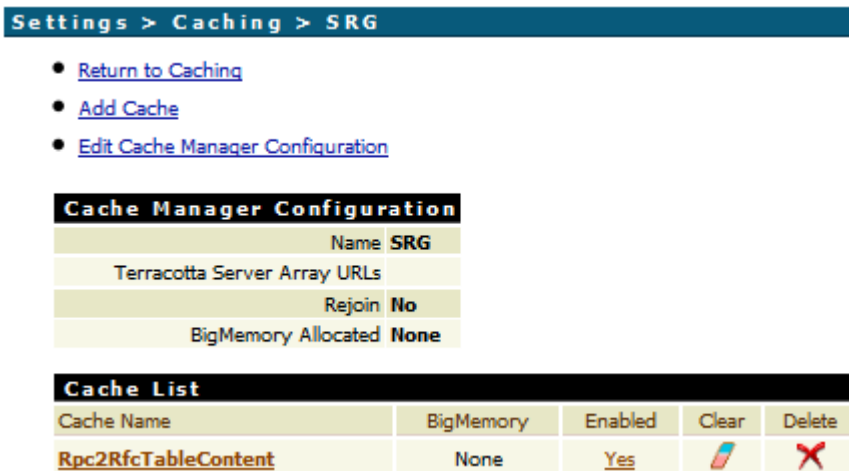 Settings > Caching > SRG
Return to Caching
Add Cache
Edit Cache Manager Configuration
Cache Manager Configuration
Name SRG
Terracotta Server Array URLs
Rejoin No
BigMemory Allocated None
Cache List
Cache Name BigMemory Enabled Clear Delete
Rpc2RfcTableContent None Yes